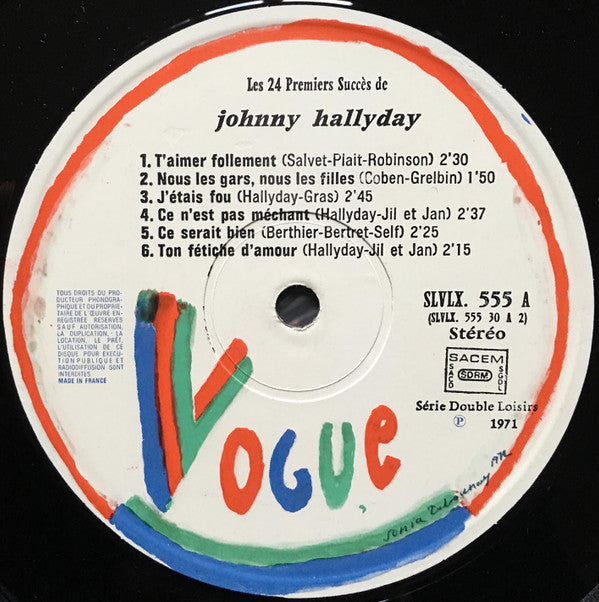 Les 24 Premiers Succès de
johnny hallyday
1. T'aimer follement (Salvet-Plait-Robinson) 2'30
2. Nous les gars, nous les filles (Coben-Grelbin) 1'50
3. J'étais fou (Hallyday-Gras) 2'45
4. Ce n'est pas méchant (Hallyday-Jil et Jan) 2'37
5. Ce serait bien (Berthier-Bertret-Self) 2'25
6. Ton fétiche d'amour (Hallyday-Jil et Jan) 2'15
TOUS DROITS DU PRO-
DUCTEUR PHONOGRA-
PHIQUE ET DU PROPRIE-
TAIRE DE L'ŒUVRE EN-
REGISTRÉE RÉSERVÉS
SAUF AUTORISATION,
LA DUPLICATION, LA
LOCATION, LE PRÊT,
L'UTILISATION DE CE
DISQUE POUR EXECU-
TION PUBLIQUE ET
RADIODIFFUSION SONT
INTERDITES.
MADE IN FRANCE
SLVLX. 555 A
(SLVLX. 555 30 A 2)
Stéréo
SACEM
SACD
SDRM
SGDL
Série Double Loisirs
℗ 1971
VOGUE
Sonia Delaunay